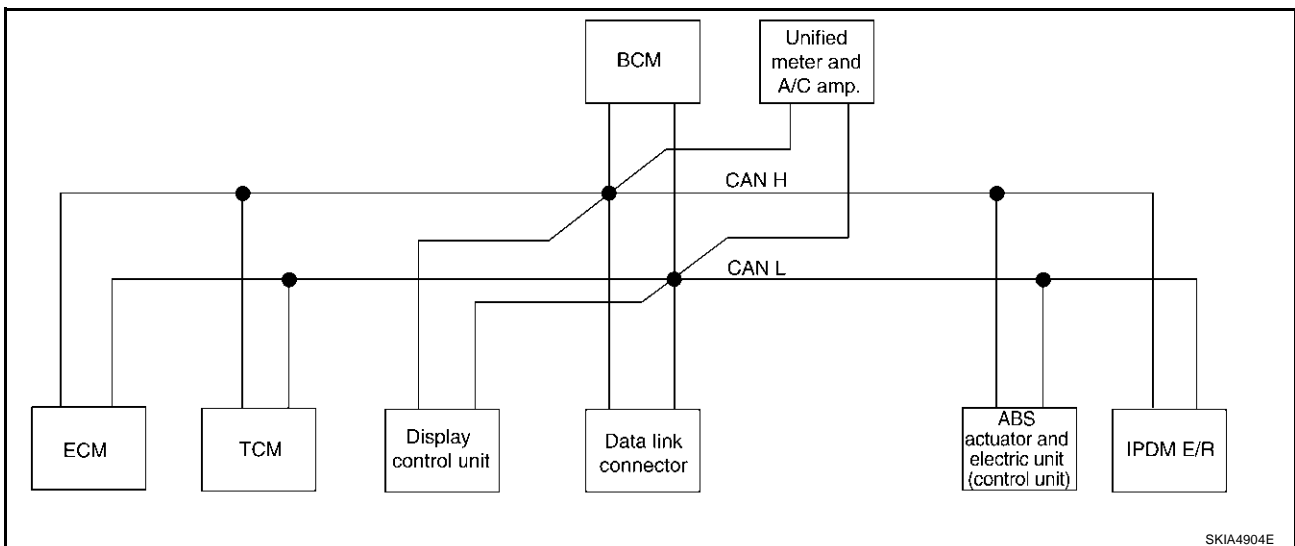 BCM
Unified
meter and
A/C amp.
CAN H
CAN L
ECM
TCM
Display
control unit
Data link
connector
ABS
actuator and
electric unit
(control unit)
IPDM E/R
SKIA4904E